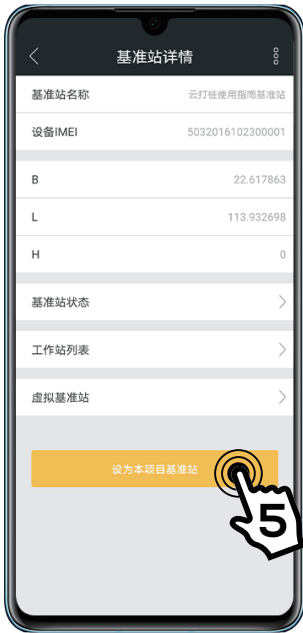 基准站详情
基准站名称 云打桩使用指南基准站
设备IMEI 5032016102300001
B 22.617863
L 113.932698
H 0
基准站状态
工作站列表
虚拟基准站
设为本项目基准站
5